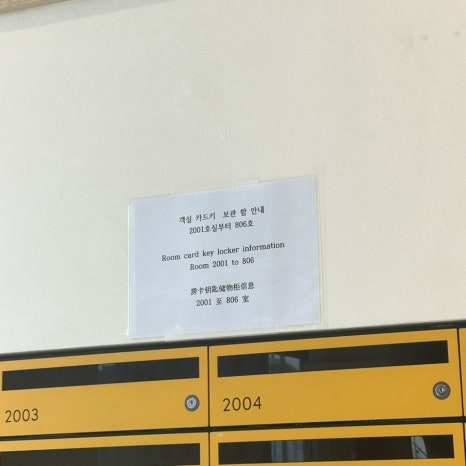 객실 카드키 보관 함 안내
2001호실부터 806호
Room card key locker information
Room 2001 to 806
房卡钥匙储物柜信息
2001 至 806 室
2003
2004